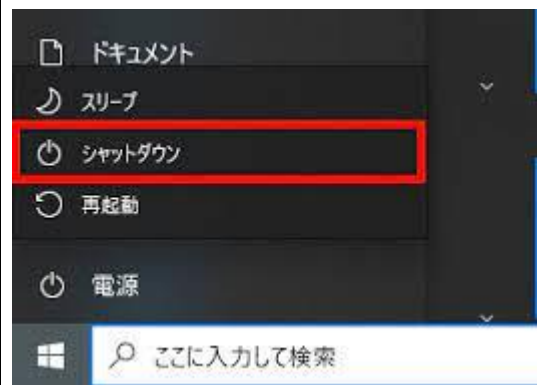 ドキュメント
スリープ
シャットダウン
再起動
電源
ここに入力して検索